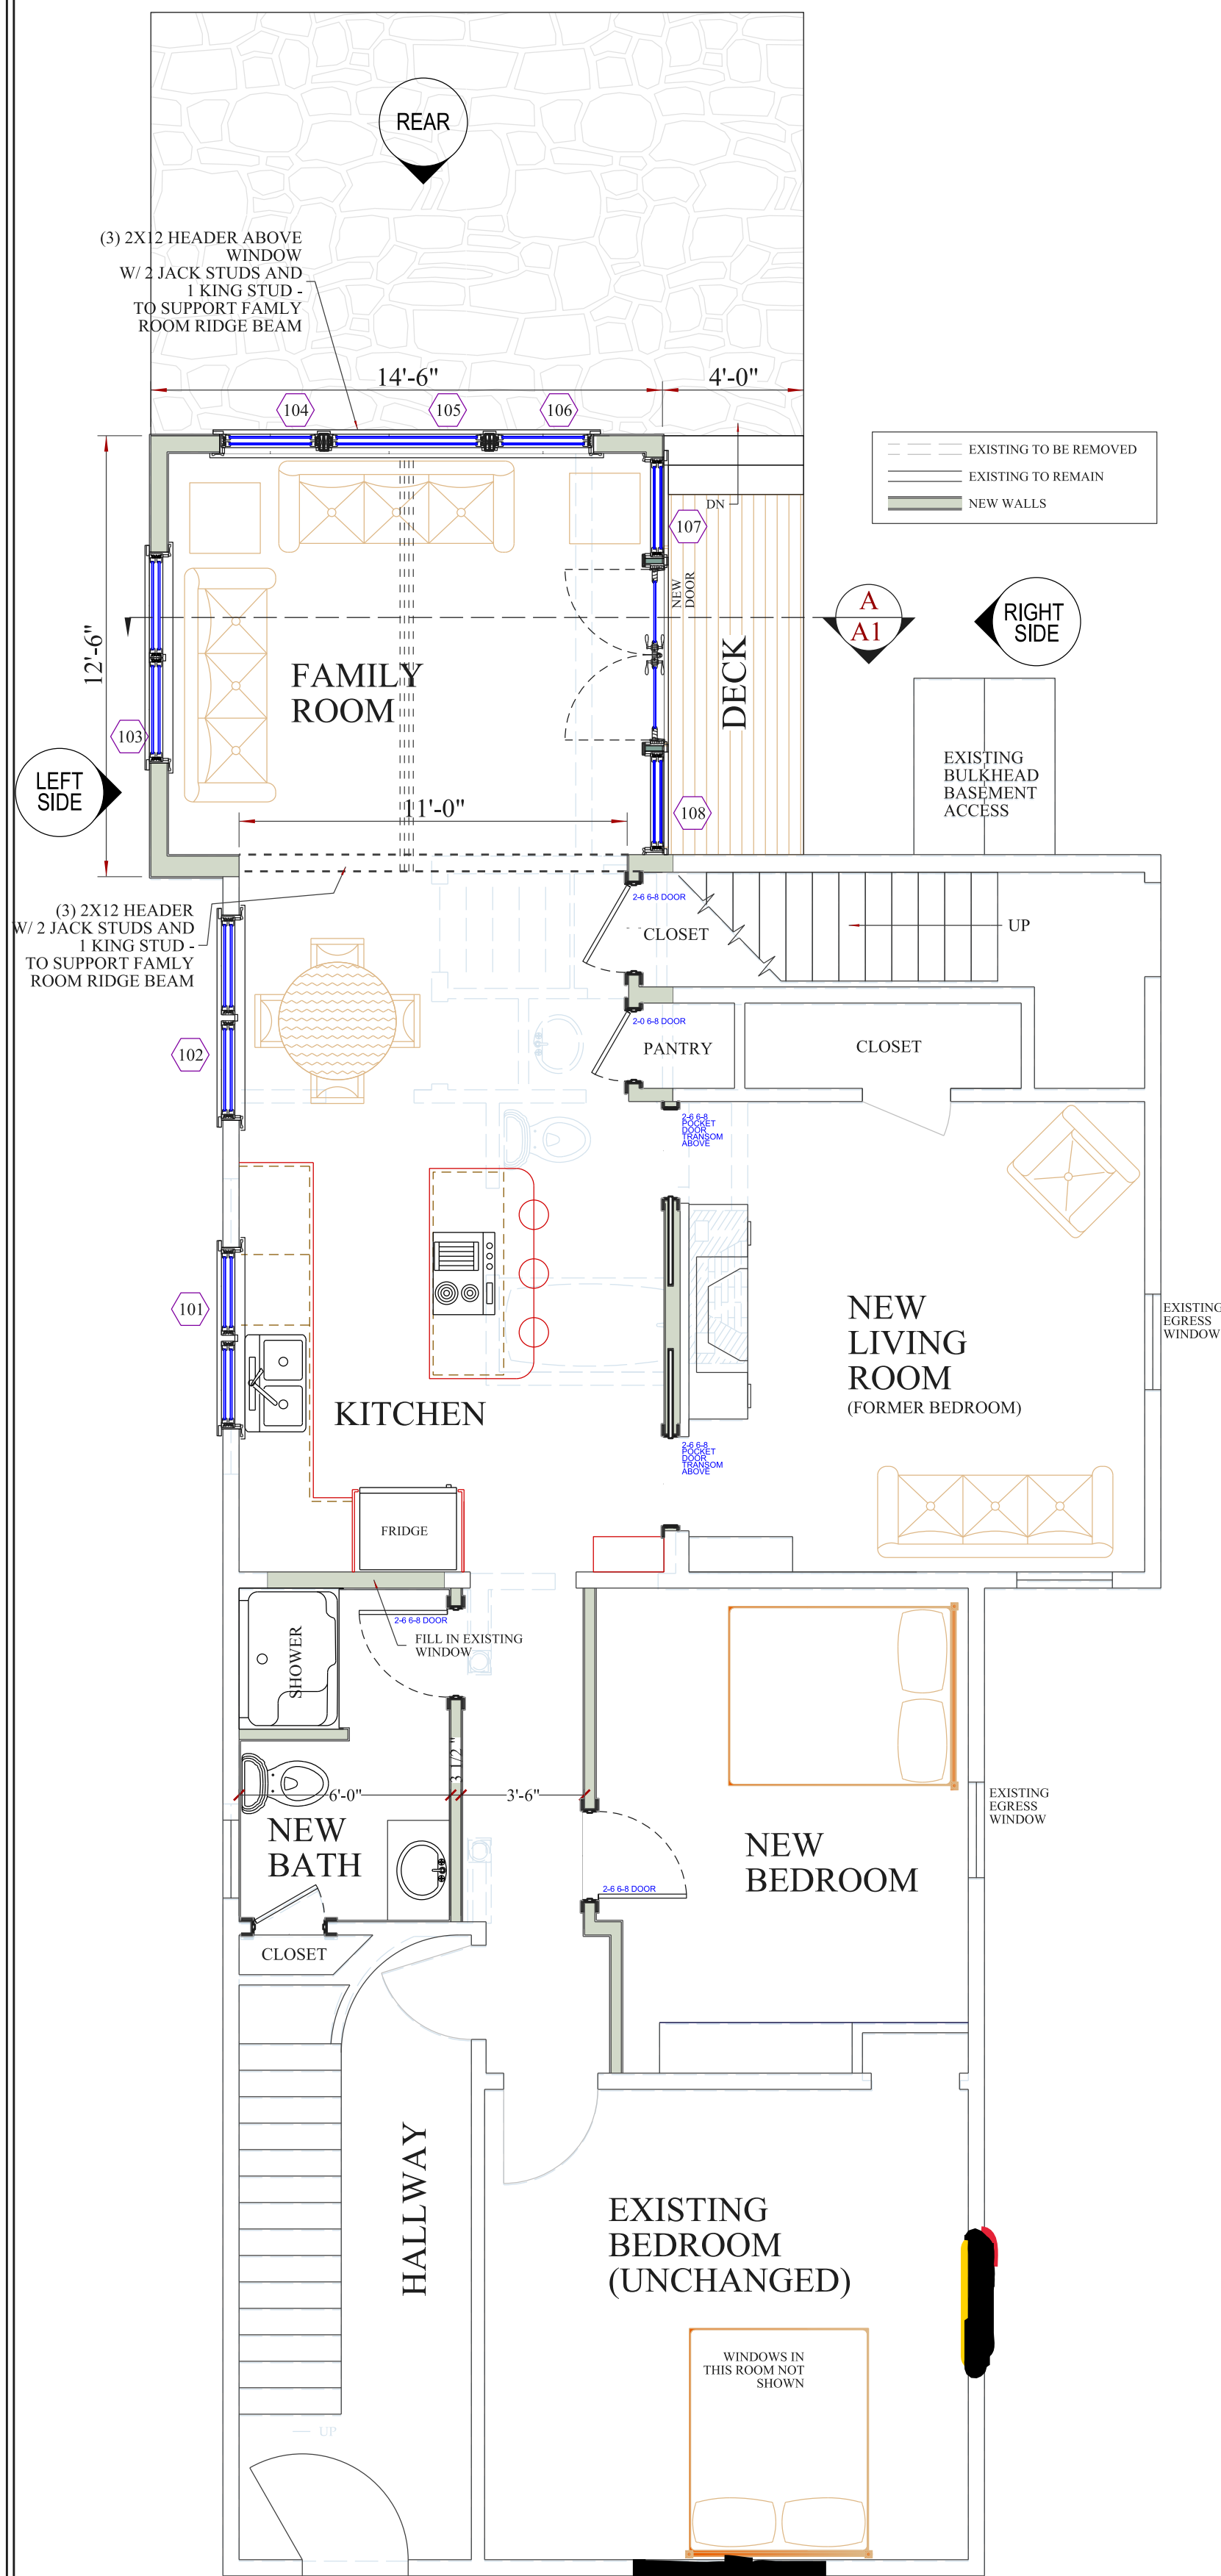 REAR
(3) 2X12 HEADER ABOVE
WINDOW
W/ 2 JACK STUDS AND
1 KING STUD -
TO SUPPORT FAMLY
ROOM RIDGE BEAM
14'-6"
4'-0"
104
105
106
EXISTING TO BE REMOVED
EXISTING TO REMAIN
NEW WALLS
DN
107
NEW
DOOR
A
A1
RIGHT
SIDE
12'-6"
FAMILY
ROOM
DECK
103
LEFT
SIDE
EXISTING
BULKHEAD
BASEMENT
ACCESS
11'-0"
108
(3) 2X12 HEADER
W/ 2 JACK STUDS AND
1 KING STUD -
TO SUPPORT FAMLY
ROOM RIDGE BEAM
2-6 6-8 DOOR
CLOSET
UP
2-0 6-8 DOOR
PANTRY
CLOSET
102
2-6 6-8
POCKET
DOOR
TRANSOM
ABOVE
101
NEW
LIVING
ROOM
(FORMER BEDROOM)
EXISTING
EGRESS
WINDOW
KITCHEN
2-6 6-8
POCKET
DOOR
TRANSOM
ABOVE
FRIDGE
2-6 6-8 DOOR
FILL IN EXISTING
WINDOW
SHOWER
3 1/2 "
6'-0"
3'-6"
NEW
BATH
EXISTING
EGRESS
WINDOW
NEW
BEDROOM
2-6 6-8 DOOR
CLOSET
HALLWAY
EXISTING
BEDROOM
(UNCHANGED)
WINDOWS IN
THIS ROOM NOT
SHOWN
UP